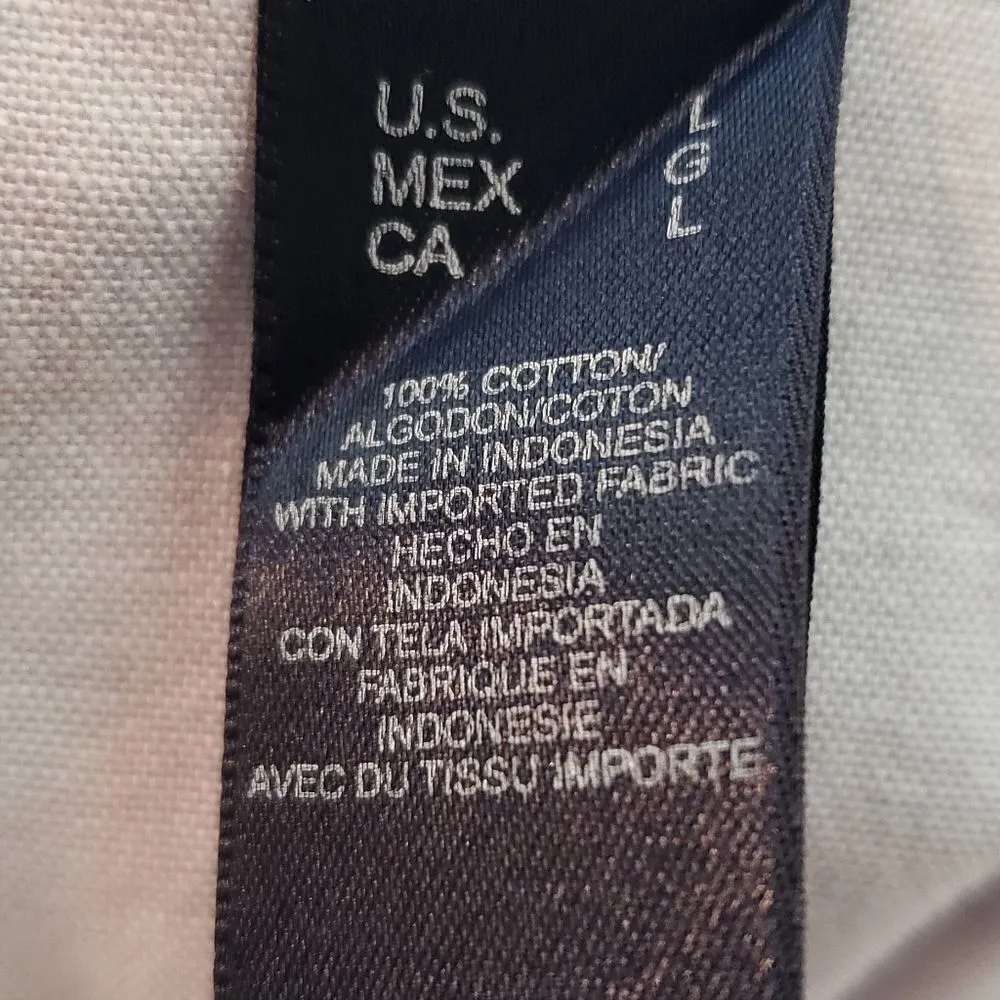 U.S. L
MEX G
CA L
100% COTTON/
ALGODON/COTON
MADE IN INDONESIA
WITH IMPORTED FABRIC
HECHO EN
INDONESIA
CON TELA IMPORTADA
FABRIQUE EN
INDONESIE
AVEC DU TISSU IMPORTE